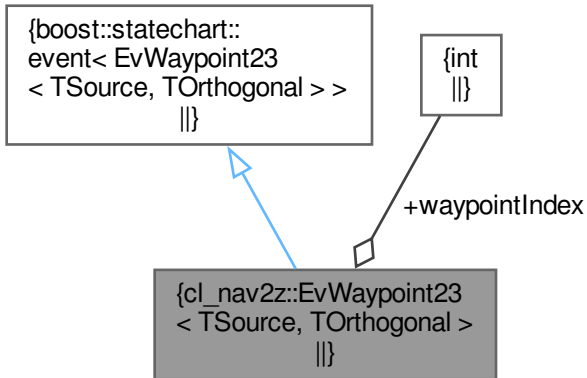 {boost::statechart::
event< EvWaypoint23
< TSource, TOrthogonal > >
||}
{int
||}
+waypointIndex
{cl_nav2z::EvWaypoint23
< TSource, TOrthogonal >
||}